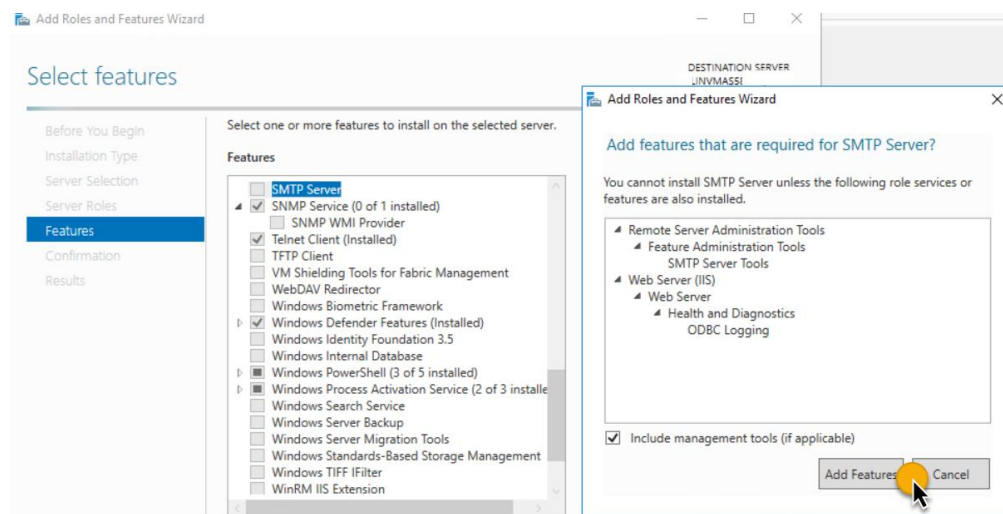 Add Roles and Features Wizard
Select features
DESTINATION SERVER
Before You Begin
Installation Type
Server Selection
Server Roles
Features
Confirmation
Results
Select one or more features to install on the selected server.
Features
SMTP Server
SNMP Service (0 of 1 installed)
SNMP WMI Provider
Telnet Client (Installed)
TFTP Client
VM Shielding Tools for Fabric Management
WebDAV Redirector
Windows Biometric Framework
Windows Defender Features (Installed)
Windows Identity Foundation 3.5
Windows Internal Database
Windows PowerShell (3 of 5 installed)
Windows Process Activation Service (2 of 3 installe
Windows Search Service
Windows Server Backup
Windows Server Migration Tools
Windows Standards-Based Storage Management
Windows TIFF IFilter
WinRM IIS Extension
Add Roles and Features Wizard
Add features that are required for SMTP Server?
You cannot install SMTP Server unless the following role services or
features are also installed.
Remote Server Administration Tools
Feature Administration Tools
SMTP Server Tools
Web Server (IIS)
Web Server
Health and Diagnostics
ODBC Logging
Include management tools (if applicable)
Add Features
Cancel